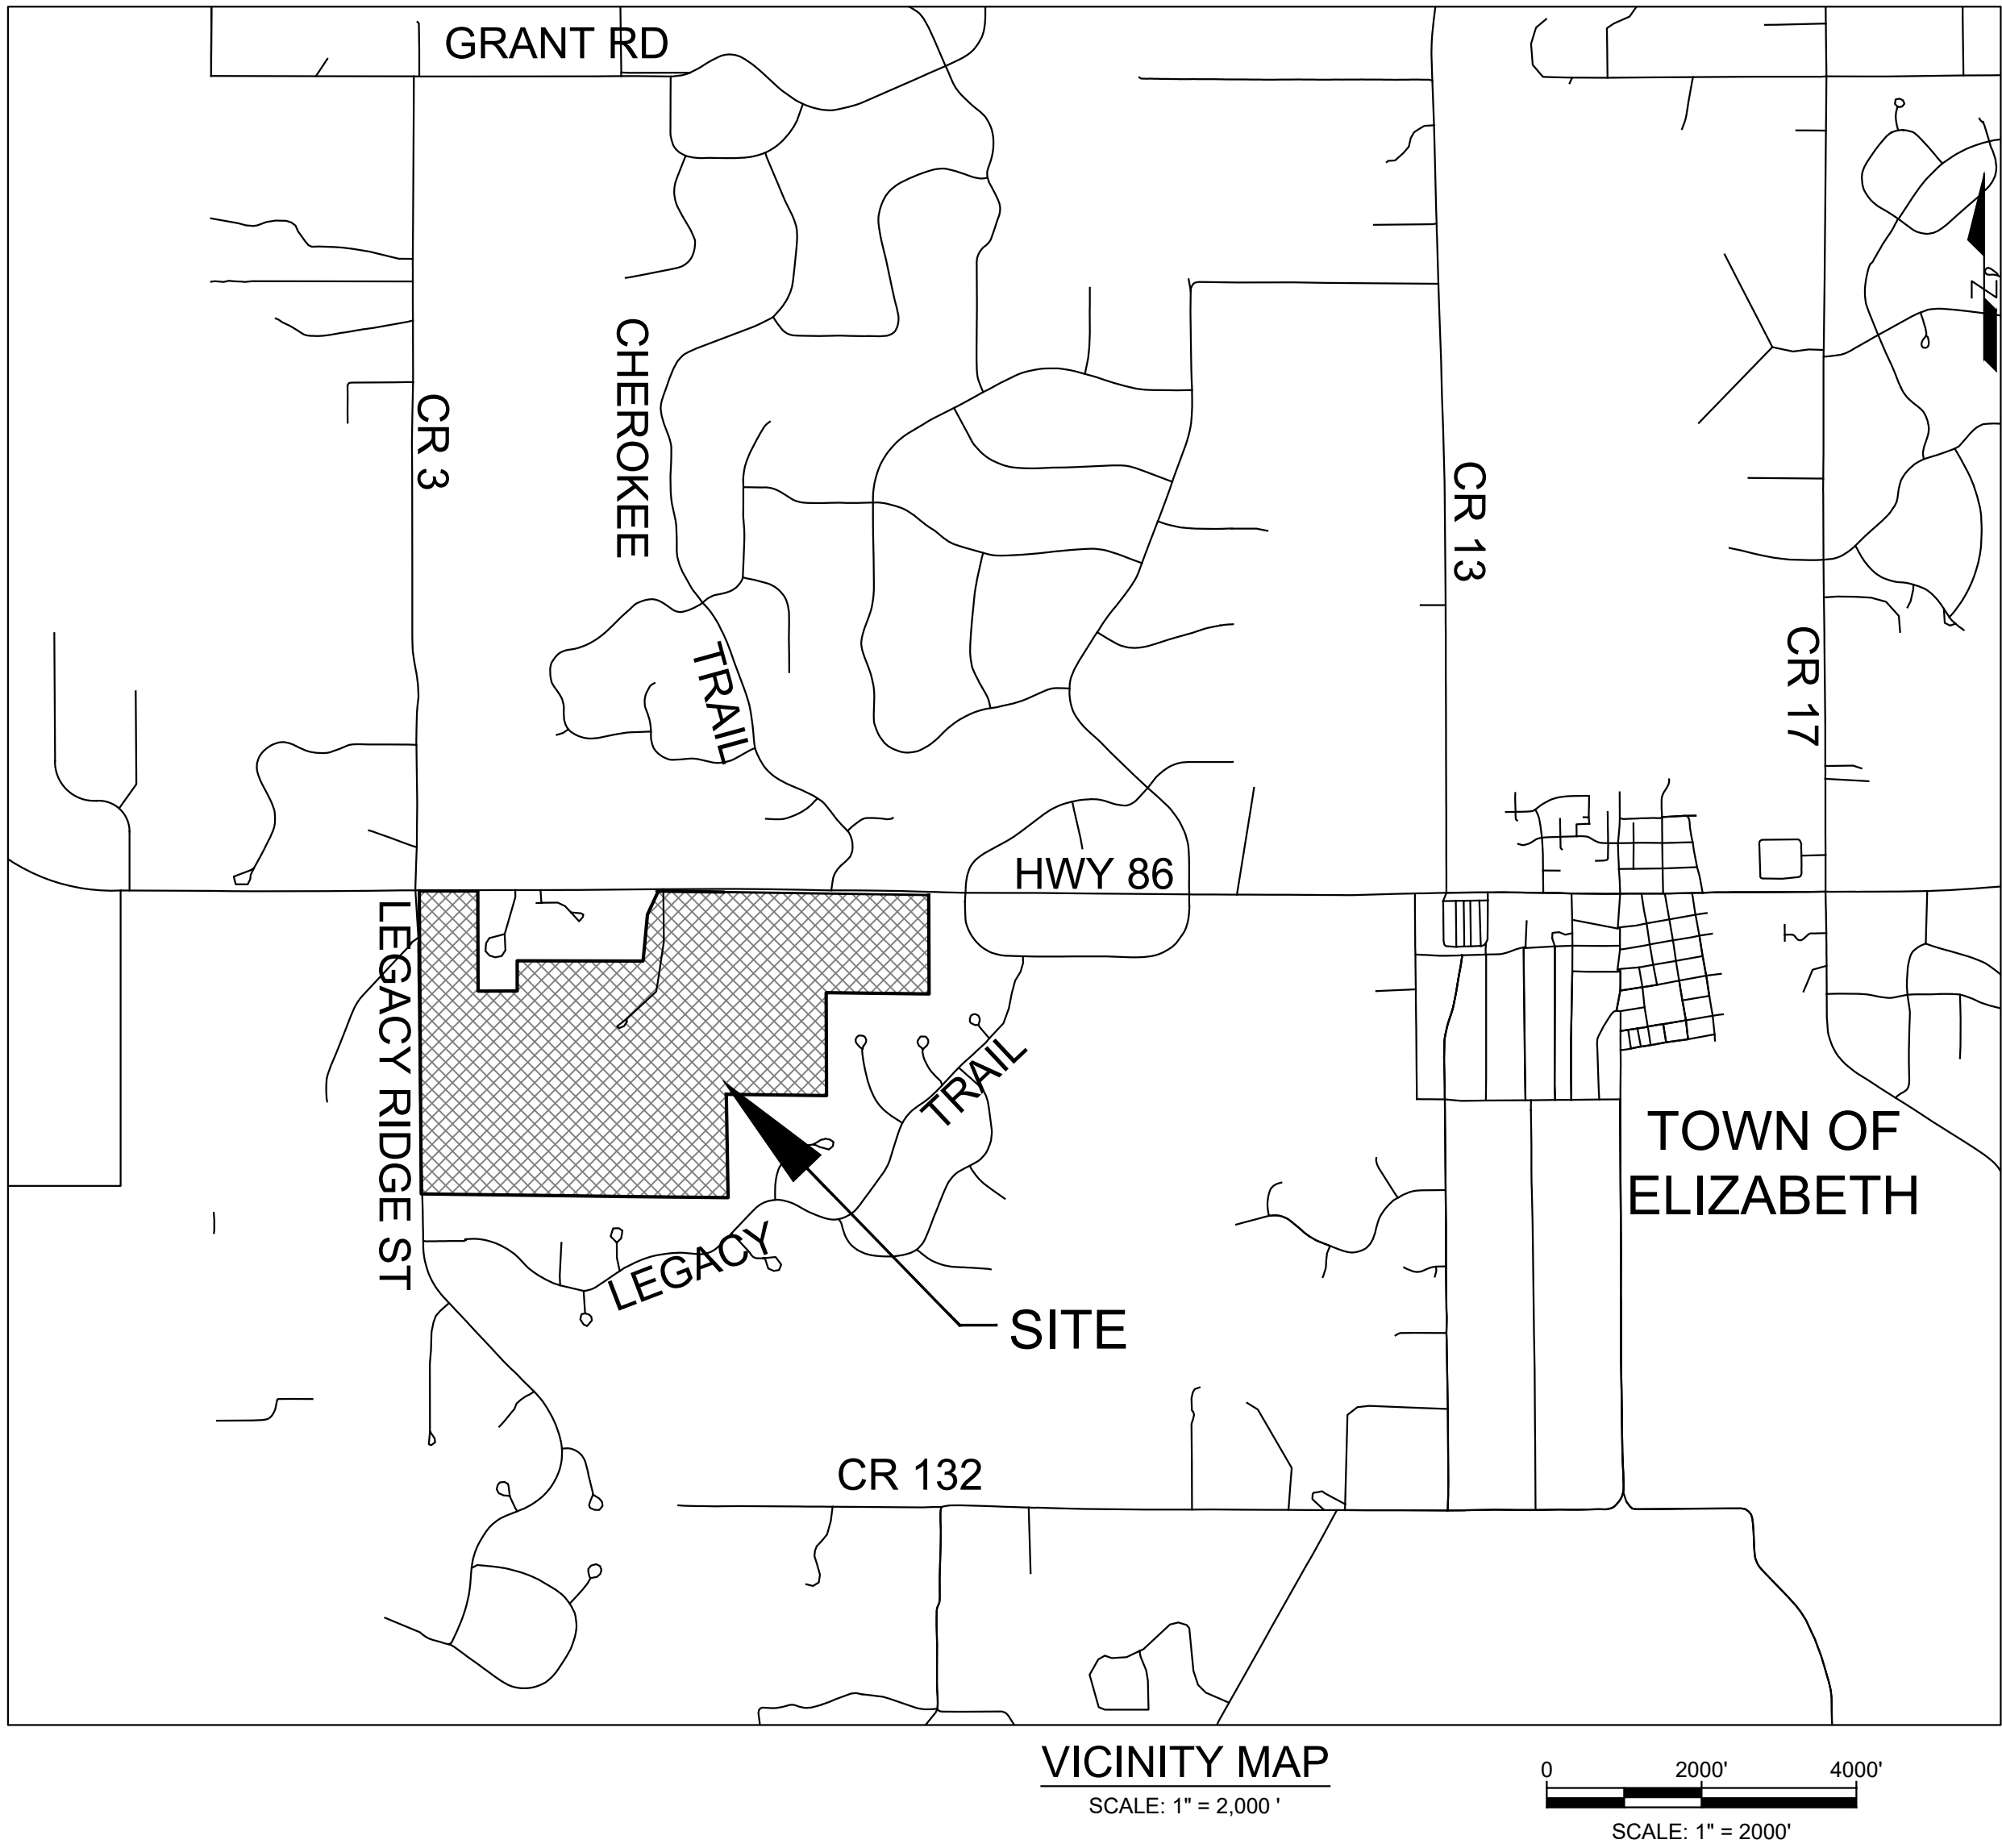 GRANT RD
CHEROKEE
TRAIL
CR 3
CR 13
CR 17
N
HWY 86
LEGACY RIDGE ST
TRAIL
LEGACY
TOWN OF
ELIZABETH
SITE
CR 132
VICINITY MAP
SCALE: 1" = 2,000 '
0 2000' 4000'
SCALE: 1" = 2000'